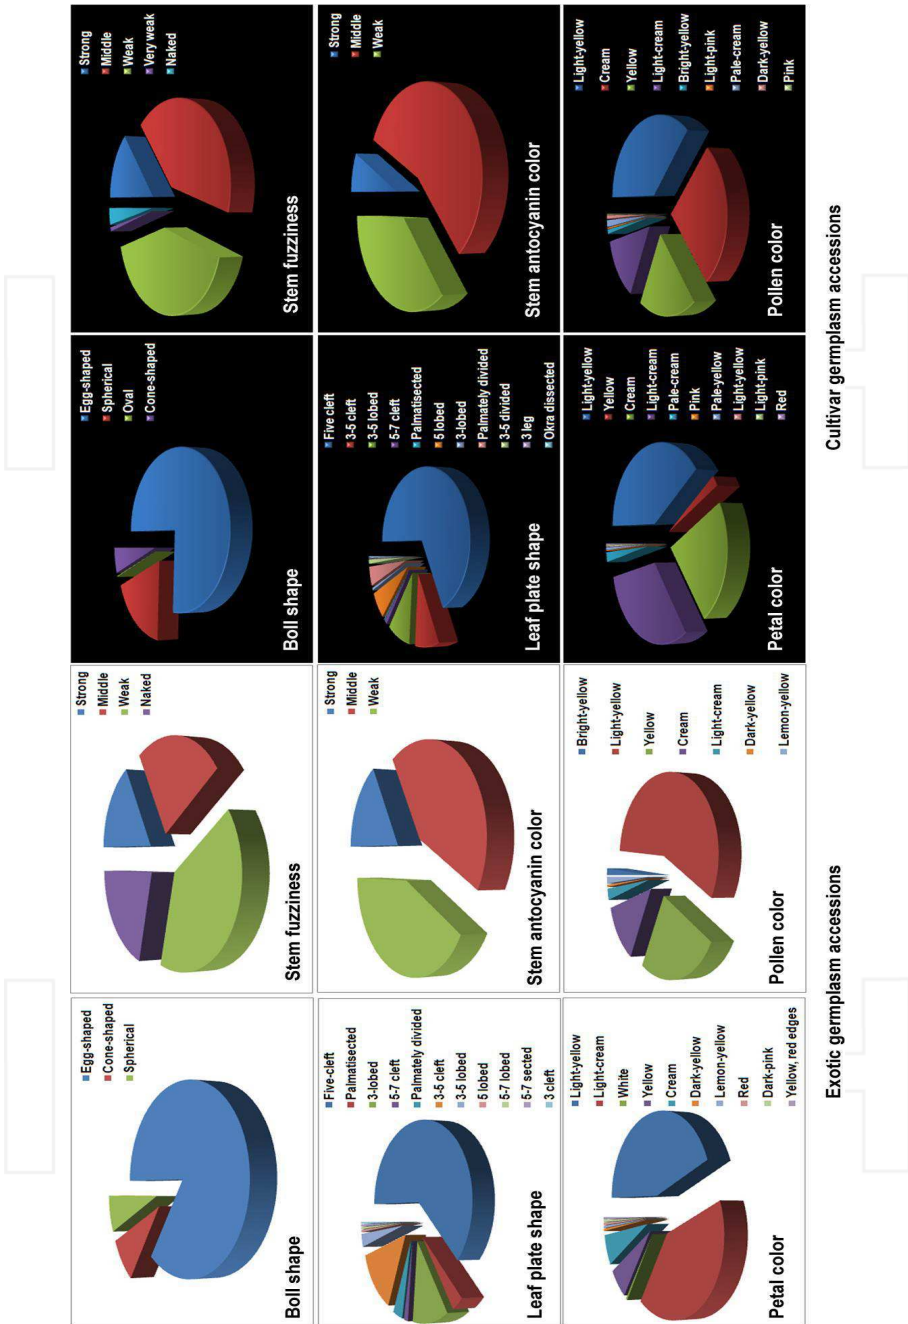 Egg-shaped
Cone-shaped
Spherical
Boll shape
Strong
Middle
Weak
Naked
Stem fuzziness
Egg-shaped
Spherical
Oval
Cone-shaped
Boll shape
Strong
Middle
Weak
Very weak
Naked
Stem fuzziness
Five-cleft
Palmatisected
3-lobed
5-7 cleft
Palmately divided
3-5 cleft
3-5 lobed
5 lobed
5-7 lobed
5-7 sected
3 cleft
Leaf plate shape
Strong
Middle
Weak
Stem antocyanin color
Five cleft
3-5 cleft
3-5 lobed
5-7 cleft
Palmatisected
5 lobed
3-lobed
Palmately divided
3-5 divided
3 leg
Okra dissected
Leaf plate shape
Strong
Middle
Weak
Stem antocyanin color
Light-yellow
Light-cream
White
Yellow
Cream
Dark-yellow
Lemon-yellow
Red
Dark-pink
Yellow, red edges
Petal color
Bright-yellow
Light-yellow
Yellow
Cream
Light-cream
Dark-yellow
Lemon-yellow
Pollen color
Light-yellow
Yellow
Cream
Light-cream
Pale-cream
Pink
Pale-yellow
Light-yellow
Light-pink
Red
Petal color
Light-yellow
Cream
Yellow
Light-cream
Bright-yellow
Light-pink
Pale-cream
Dark-yellow
Pink
Pollen color
Exotic germplasm accessions
Cultivar germplasm accessions